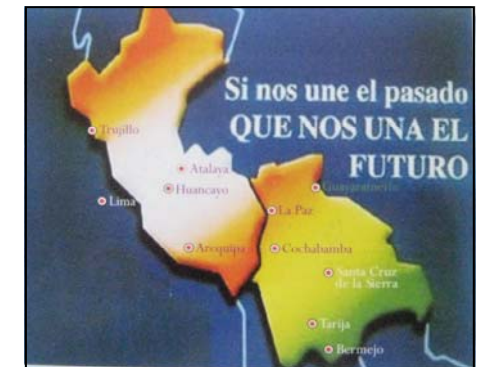 Si nos une el pasado
QUE NOS UNA EL
FUTURO
Trujillo
Atalaya
Huancayo
Lima
Guayaramerín
La Paz
Arequipa
Cochabamba
Santa Cruz
de la Sierra
Tarija
Bermejo